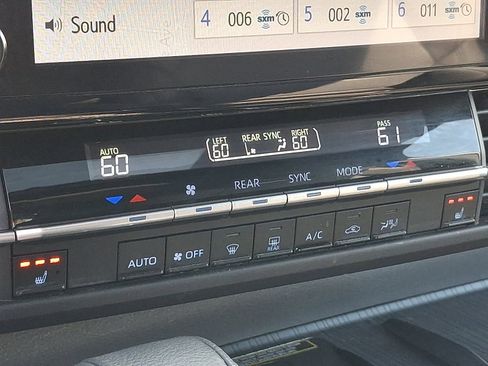 4 006 sxm 5 002 sxm 6 011 sxm
Sound
AUTO LEFT REAR SYNC RIGHT PASS
60 60 60 61
REAR SYNC MODE
AUTO OFF REAR A/C